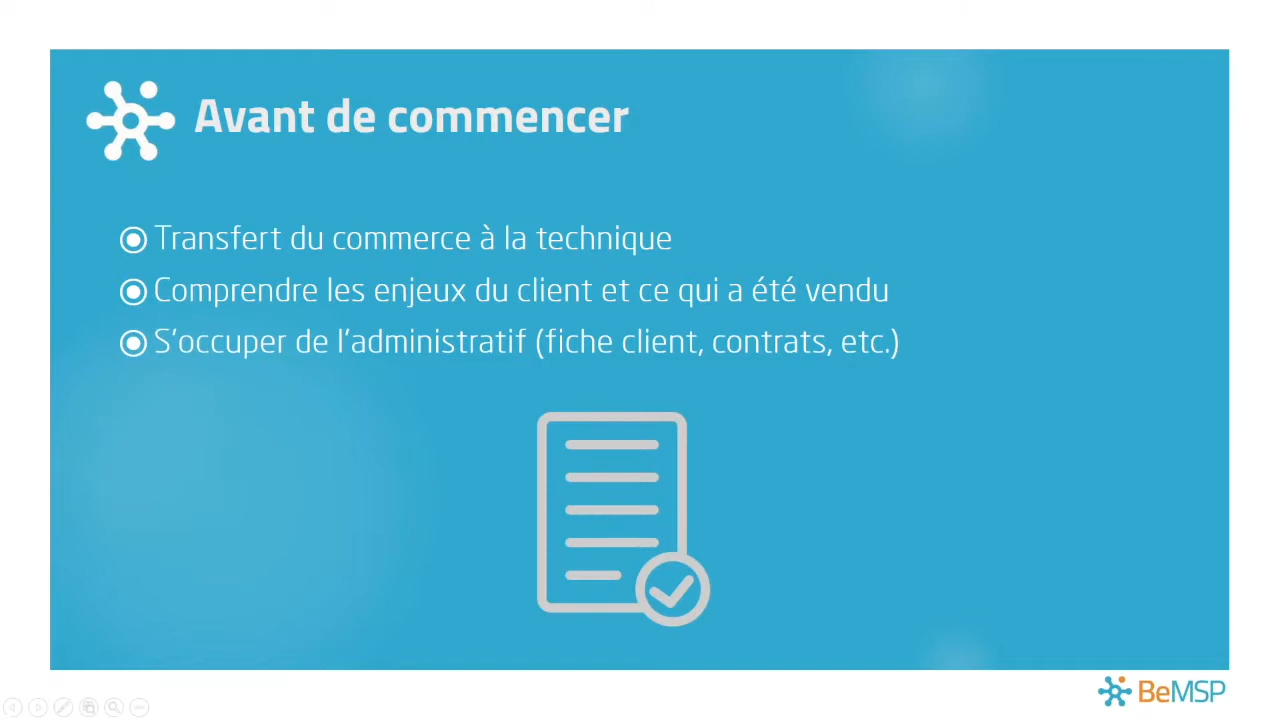 Avant de commencer
Transfert du commerce à la technique
Comprendre les enjeux du client et ce qui a été vendu
S'occuper de l'administratif (fiche client, contrats, etc.)
BeMSP